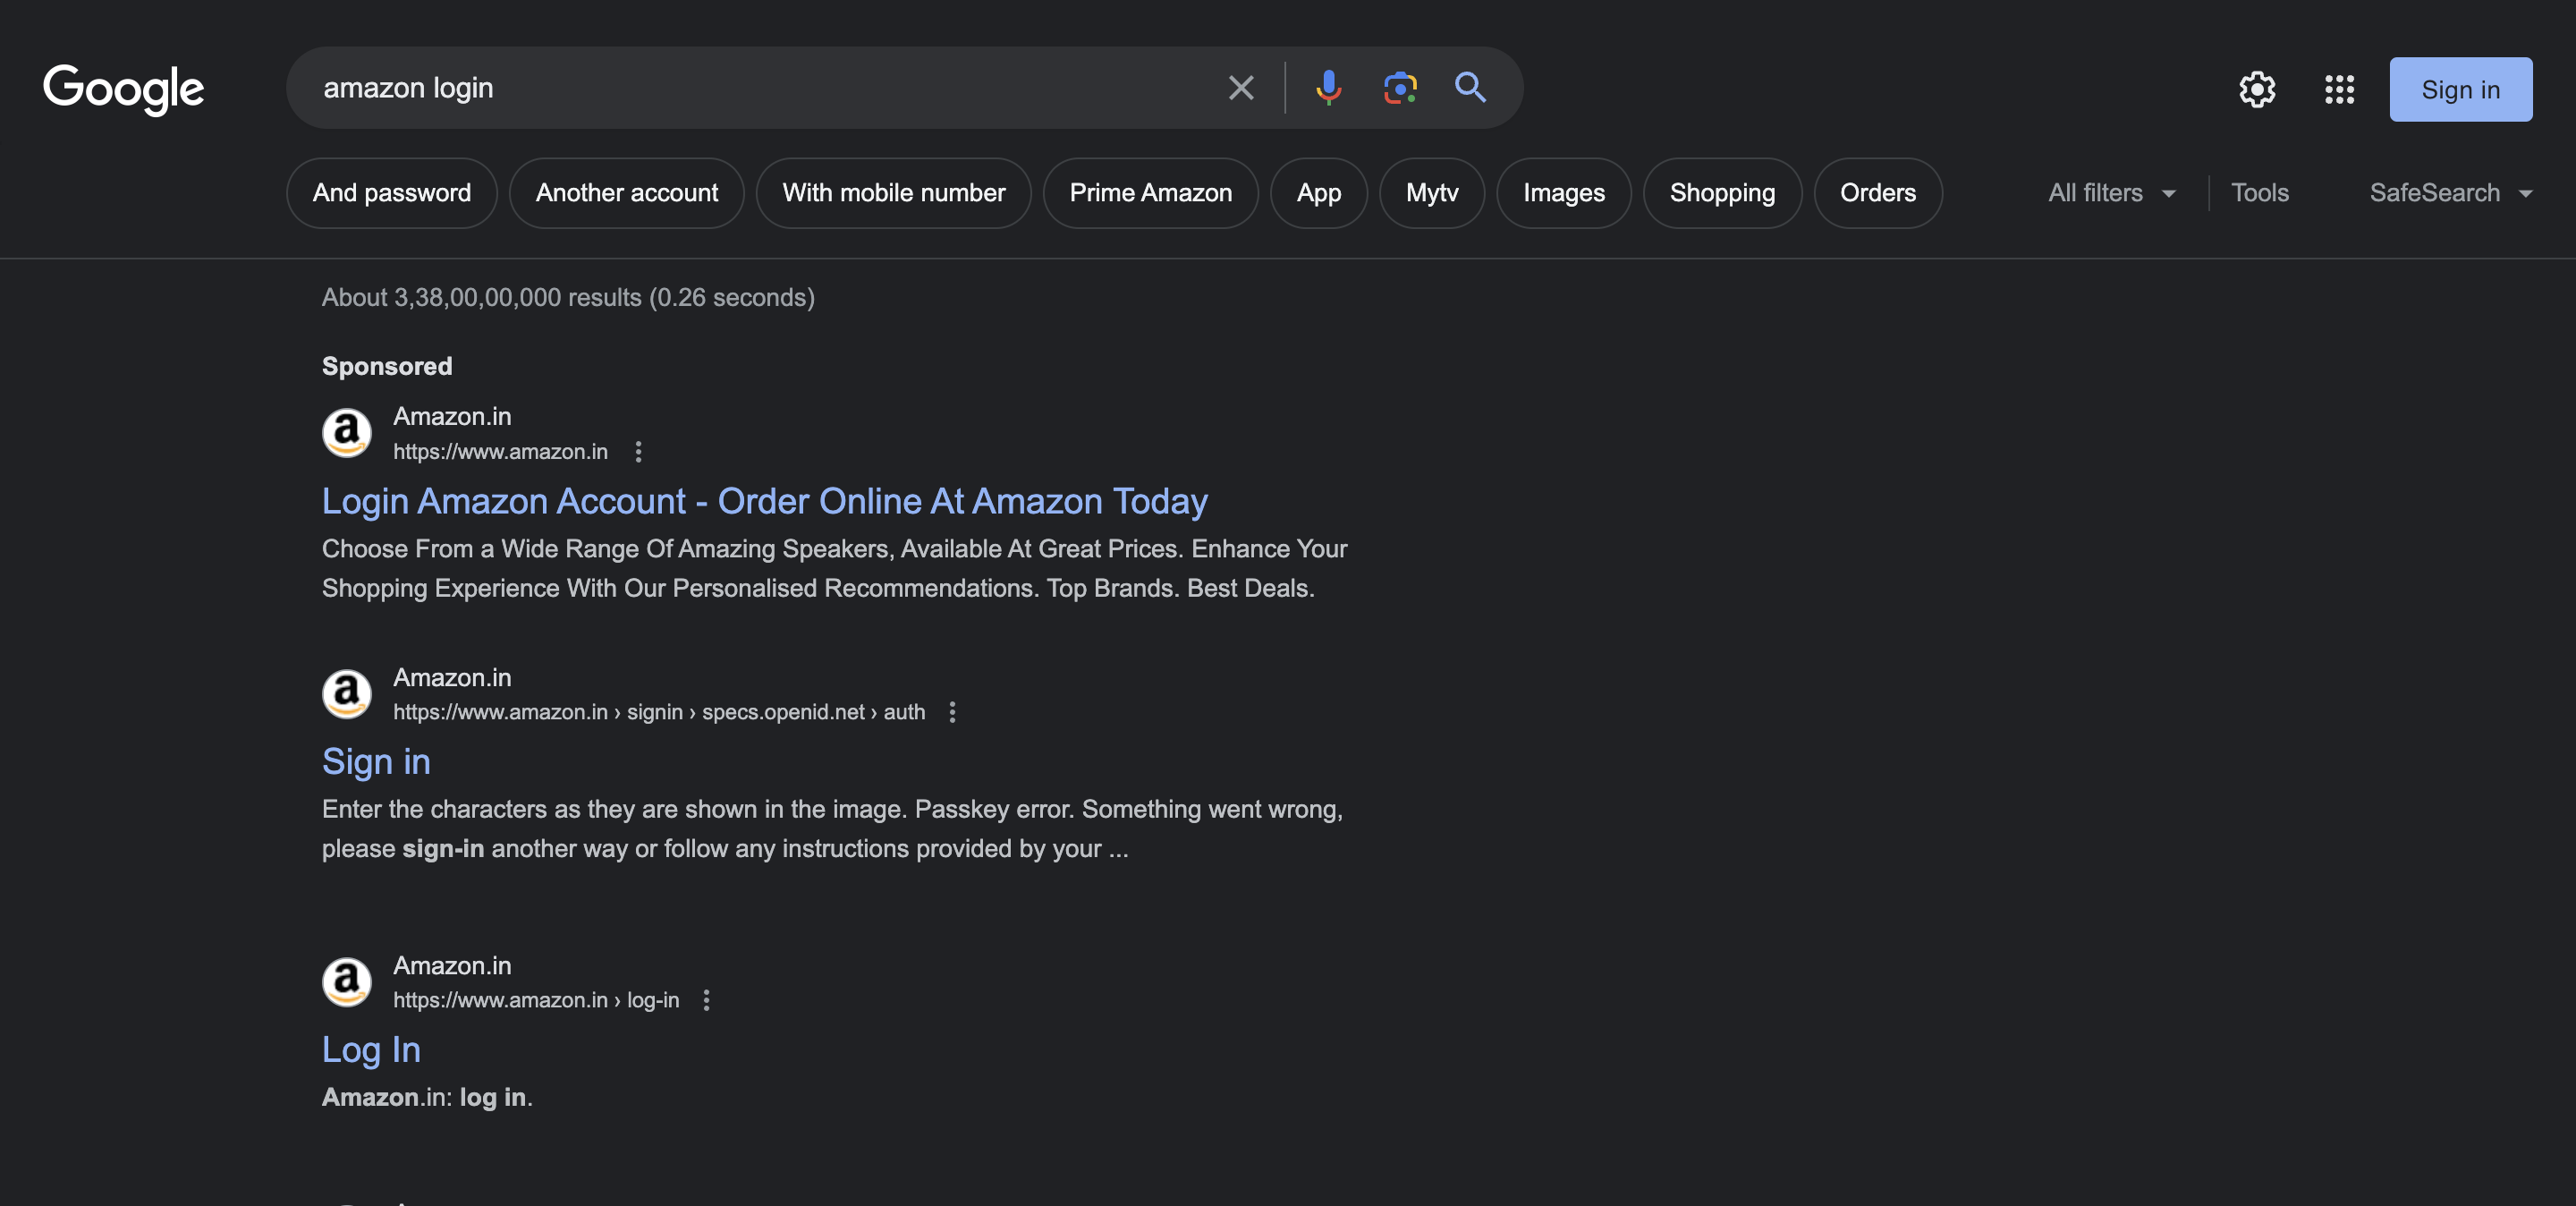 Google
amazon login
Sign in
And password
Another account
With mobile number
Prime Amazon
App
Mytv
Images
Shopping
Orders
All filters
Tools
SafeSearch
About 3,38,00,00,000 results (0.26 seconds)
Sponsored
Amazon.in
https://www.amazon.in
Login Amazon Account - Order Online At Amazon Today
Choose From a Wide Range Of Amazing Speakers, Available At Great Prices. Enhance Your
Shopping Experience With Our Personalised Recommendations. Top Brands. Best Deals.
Amazon.in
https://www.amazon.in › signin › specs.openid.net › auth
Sign in
Enter the characters as they are shown in the image. Passkey error. Something went wrong,
please sign-in another way or follow any instructions provided by your ...
Amazon.in
https://www.amazon.in › log-in
Log In
Amazon.in: log in.